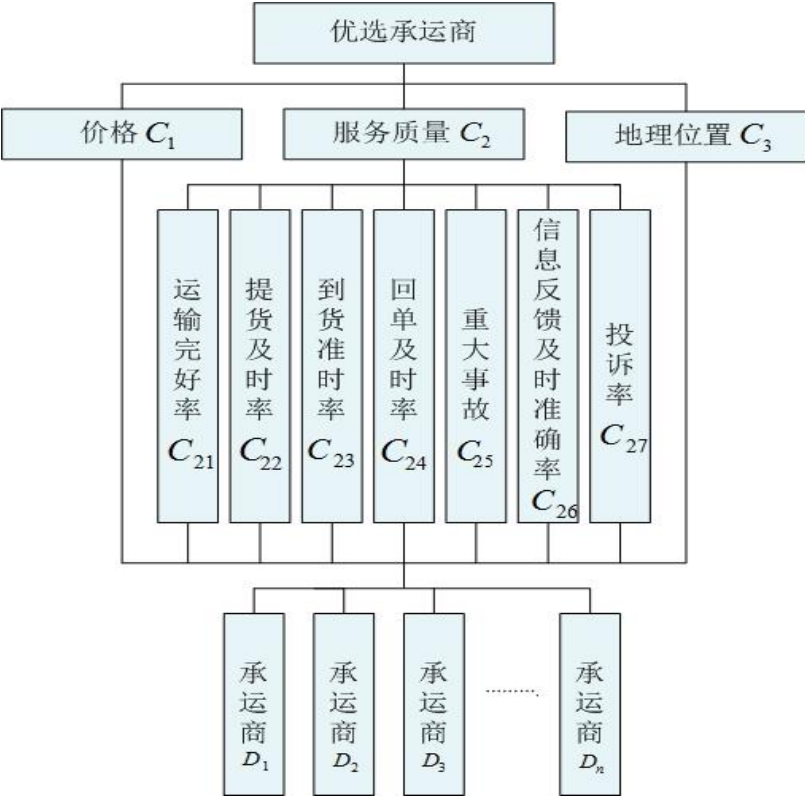 优选承运商
价格 C₁
服务质量 C₂
地理位置 C₃
运输完好率 C₂₁
提货及时率 C₂₂
到货准时率 C₂₃
回单及时率 C₂₄
重大事故 C₂₅
信息反馈及时准确率 C₂₆
投诉率 C₂₇
承运商 D₁
承运商 D₂
承运商 D₃
........
承运商 Dₙ